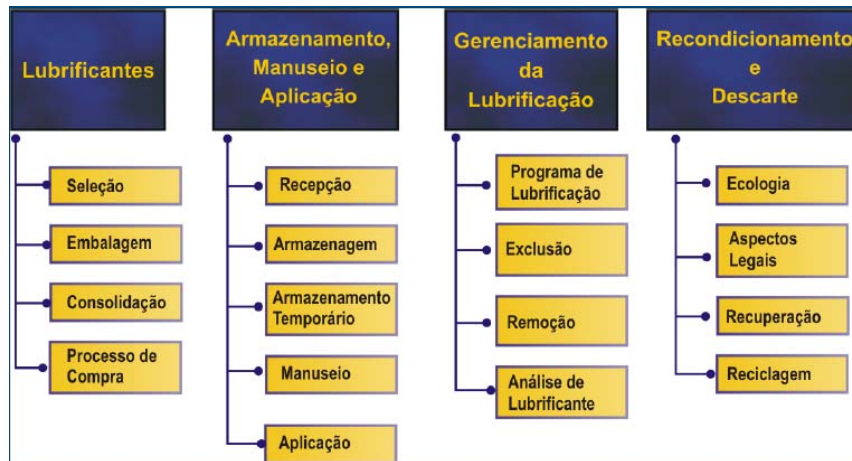 Lubrificantes
Seleção
Embalagem
Consolidação
Processo de
Compra
Armazenamento,
Manuseio e
Aplicação
Recepção
Armazenagem
Armazenamento
Temporário
Manuseio
Aplicação
Gerenciamento
da
Lubrificação
Programa de
Lubrificação
Exclusão
Remoção
Análise de
Lubrificante
Recondicionamento
e
Descarte
Ecologia
Aspectos
Legais
Recuperação
Reciclagem